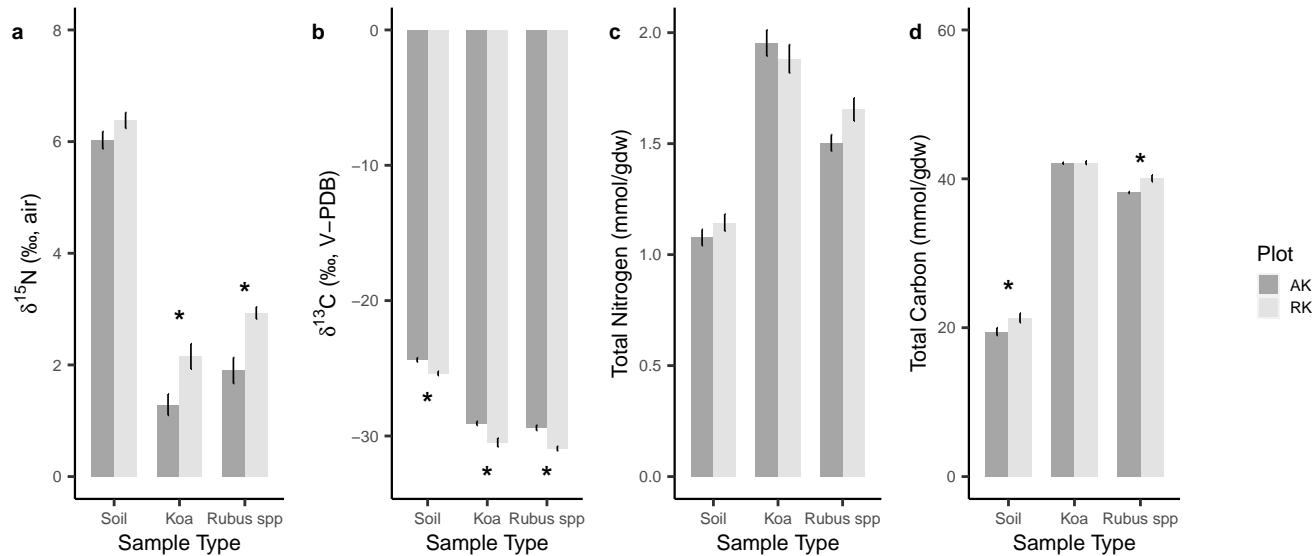 a
δ15N (‰, air)
8
6
4
2
0
*
*
Soil
Koa
Rubus spp
Sample Type
b
δ13C (‰, V−PDB)
0
−10
−20
−30
*
*
*
Soil
Koa
Rubus spp
Sample Type
c
Total Nitrogen (mmol/gdw)
2.0
1.5
1.0
0.5
0.0
Soil
Koa
Rubus spp
Sample Type
d
Total Carbon (mmol/gdw)
60
40
20
0
*
*
Soil
Koa
Rubus spp
Sample Type
Plot
AK
RK